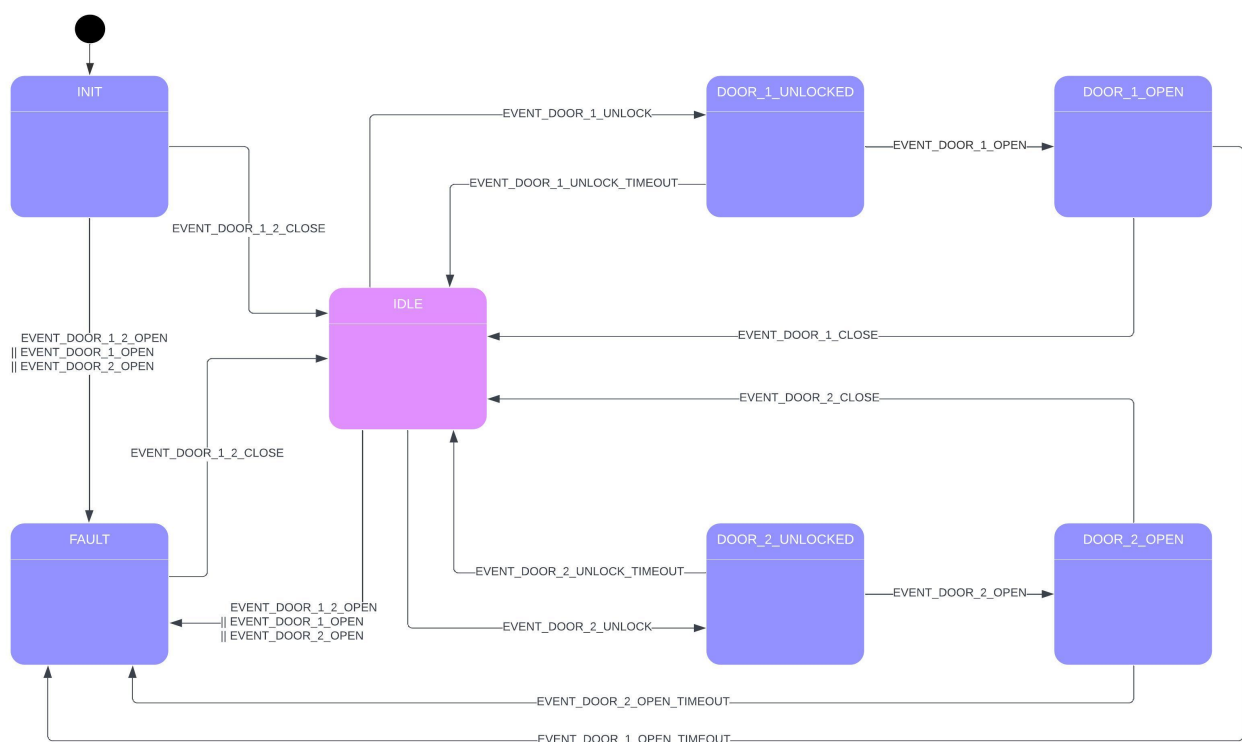 INIT
DOOR_1_UNLOCKED
DOOR_1_OPEN
EVENT_DOOR_1_UNLOCK
EVENT_DOOR_1_OPEN
EVENT_DOOR_1_UNLOCK_TIMEOUT
EVENT_DOOR_1_2_CLOSE
IDLE
EVENT_DOOR_1_2_OPEN
|| EVENT_DOOR_1_OPEN
|| EVENT_DOOR_2_OPEN
EVENT_DOOR_1_CLOSE
EVENT_DOOR_2_CLOSE
EVENT_DOOR_1_2_CLOSE
FAULT
DOOR_2_UNLOCKED
DOOR_2_OPEN
EVENT_DOOR_2_UNLOCK_TIMEOUT
EVENT_DOOR_2_OPEN
EVENT_DOOR_1_2_OPEN
|| EVENT_DOOR_1_OPEN
|| EVENT_DOOR_2_OPEN
EVENT_DOOR_2_UNLOCK
EVENT_DOOR_2_OPEN_TIMEOUT
EVENT_DOOR_1_OPEN_TIMEOUT